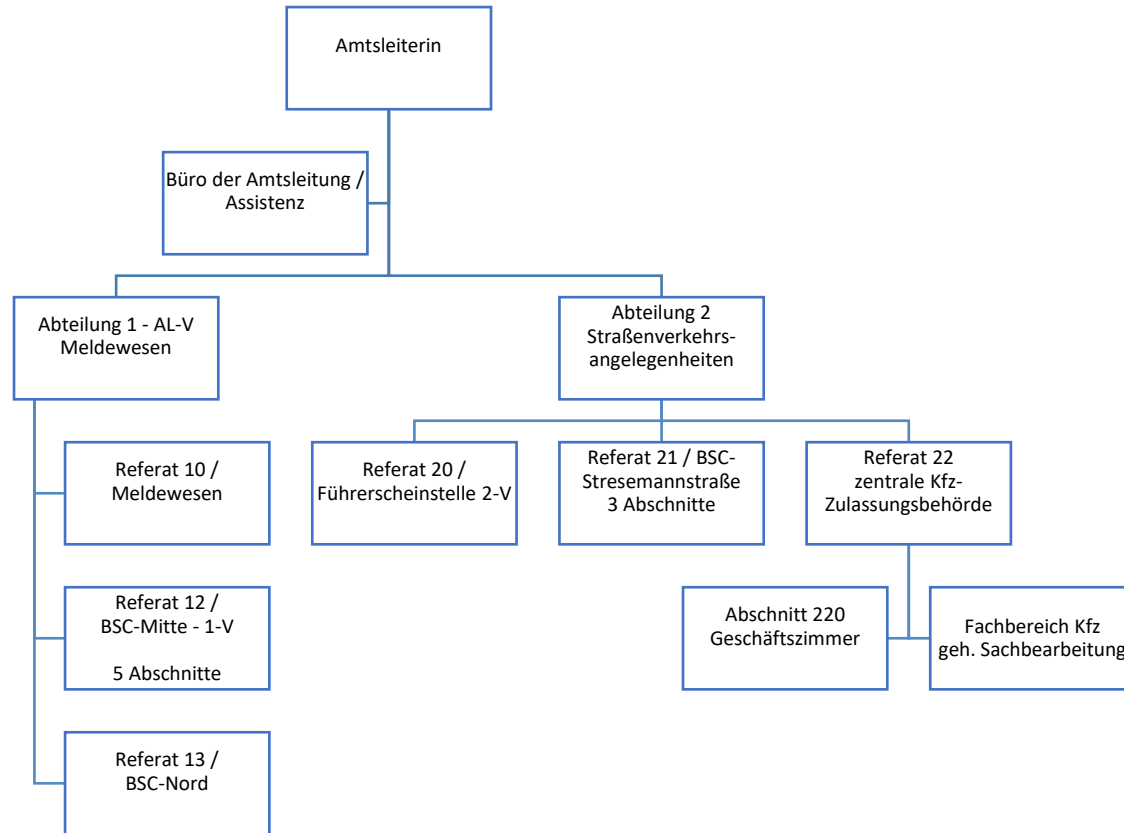 Amtsleiterin
Büro der Amtsleitung /
Assistenz
Abteilung 1 - AL-V
Meldewesen
Abteilung 2
Straßenverkehrs-
angelegenheiten
Referat 10 /
Meldewesen
Referat 20 /
Führerscheinstelle 2-V
Referat 21 / BSC-
Stresemannstraße
3 Abschnitte
Referat 22
zentrale Kfz-
Zulassungsbehörde
Referat 12 /
BSC-Mitte - 1-V
5 Abschnitte
Abschnitt 220
Geschäftszimmer
Fachbereich Kfz
geh. Sachbearbeitung
Referat 13 /
BSC-Nord